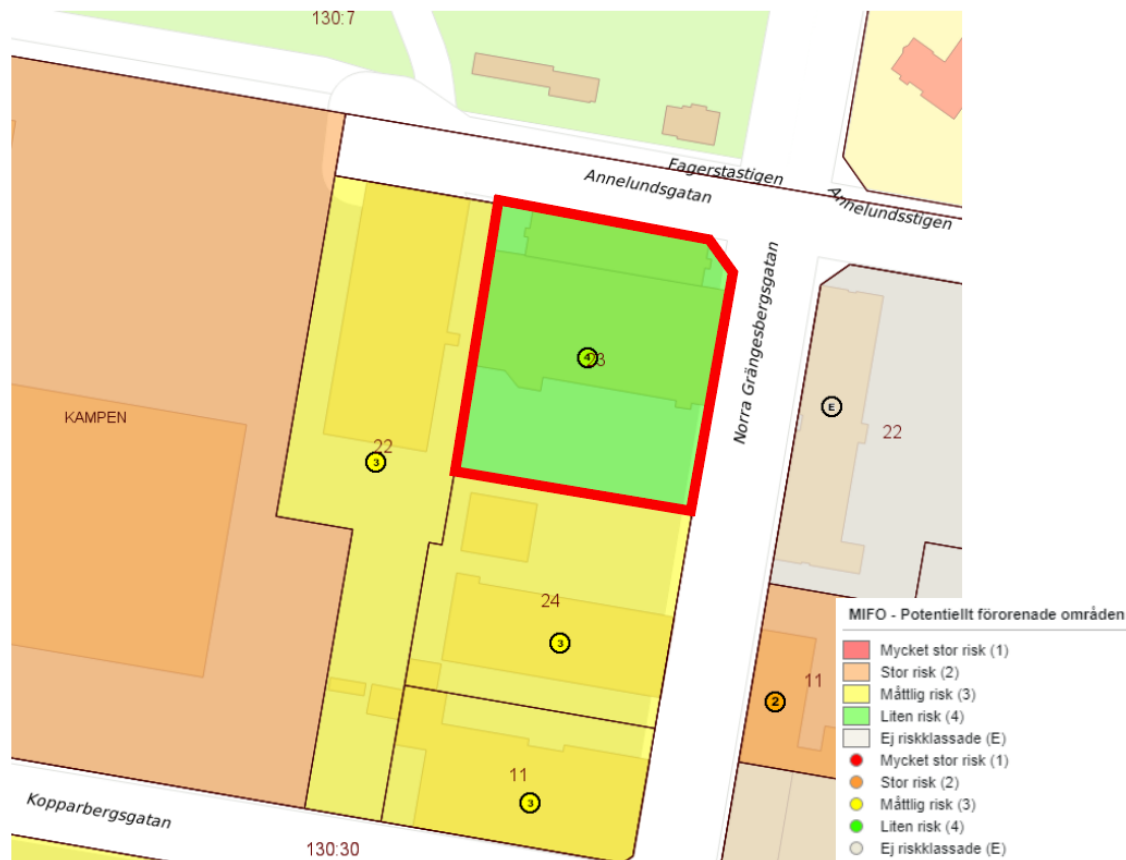 130:7
Fagerstastigen
Annelundsgatan
Annelundsstigen
Norra Grängesbergsgatan
4
23
KAMPEN
22
3
E
22
24
3
2
11
11
3
Kopparbergsgatan
130:30
MIFO - Potentiellt förorenade områden
Mycket stor risk (1)
Stor risk (2)
Måttlig risk (3)
Liten risk (4)
Ej riskklassade (E)
Mycket stor risk (1)
Stor risk (2)
Måttlig risk (3)
Liten risk (4)
Ej riskklassade (E)